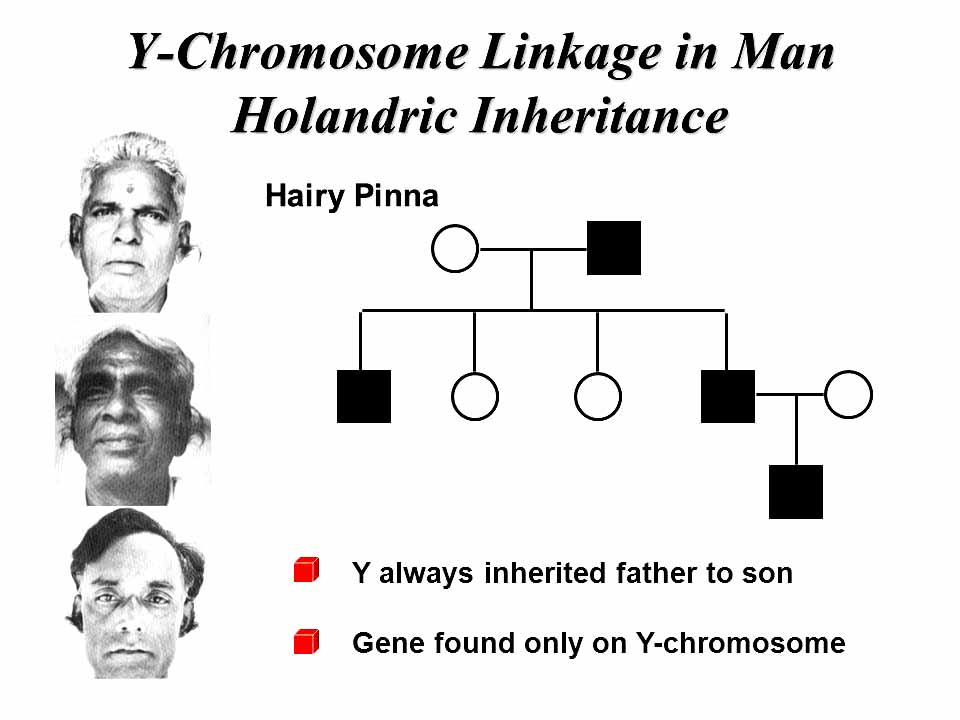 Y-Chromosome Linkage in Man
Holandric Inheritance
Hairy Pinna
Y always inherited father to son
Gene found only on Y-chromosome